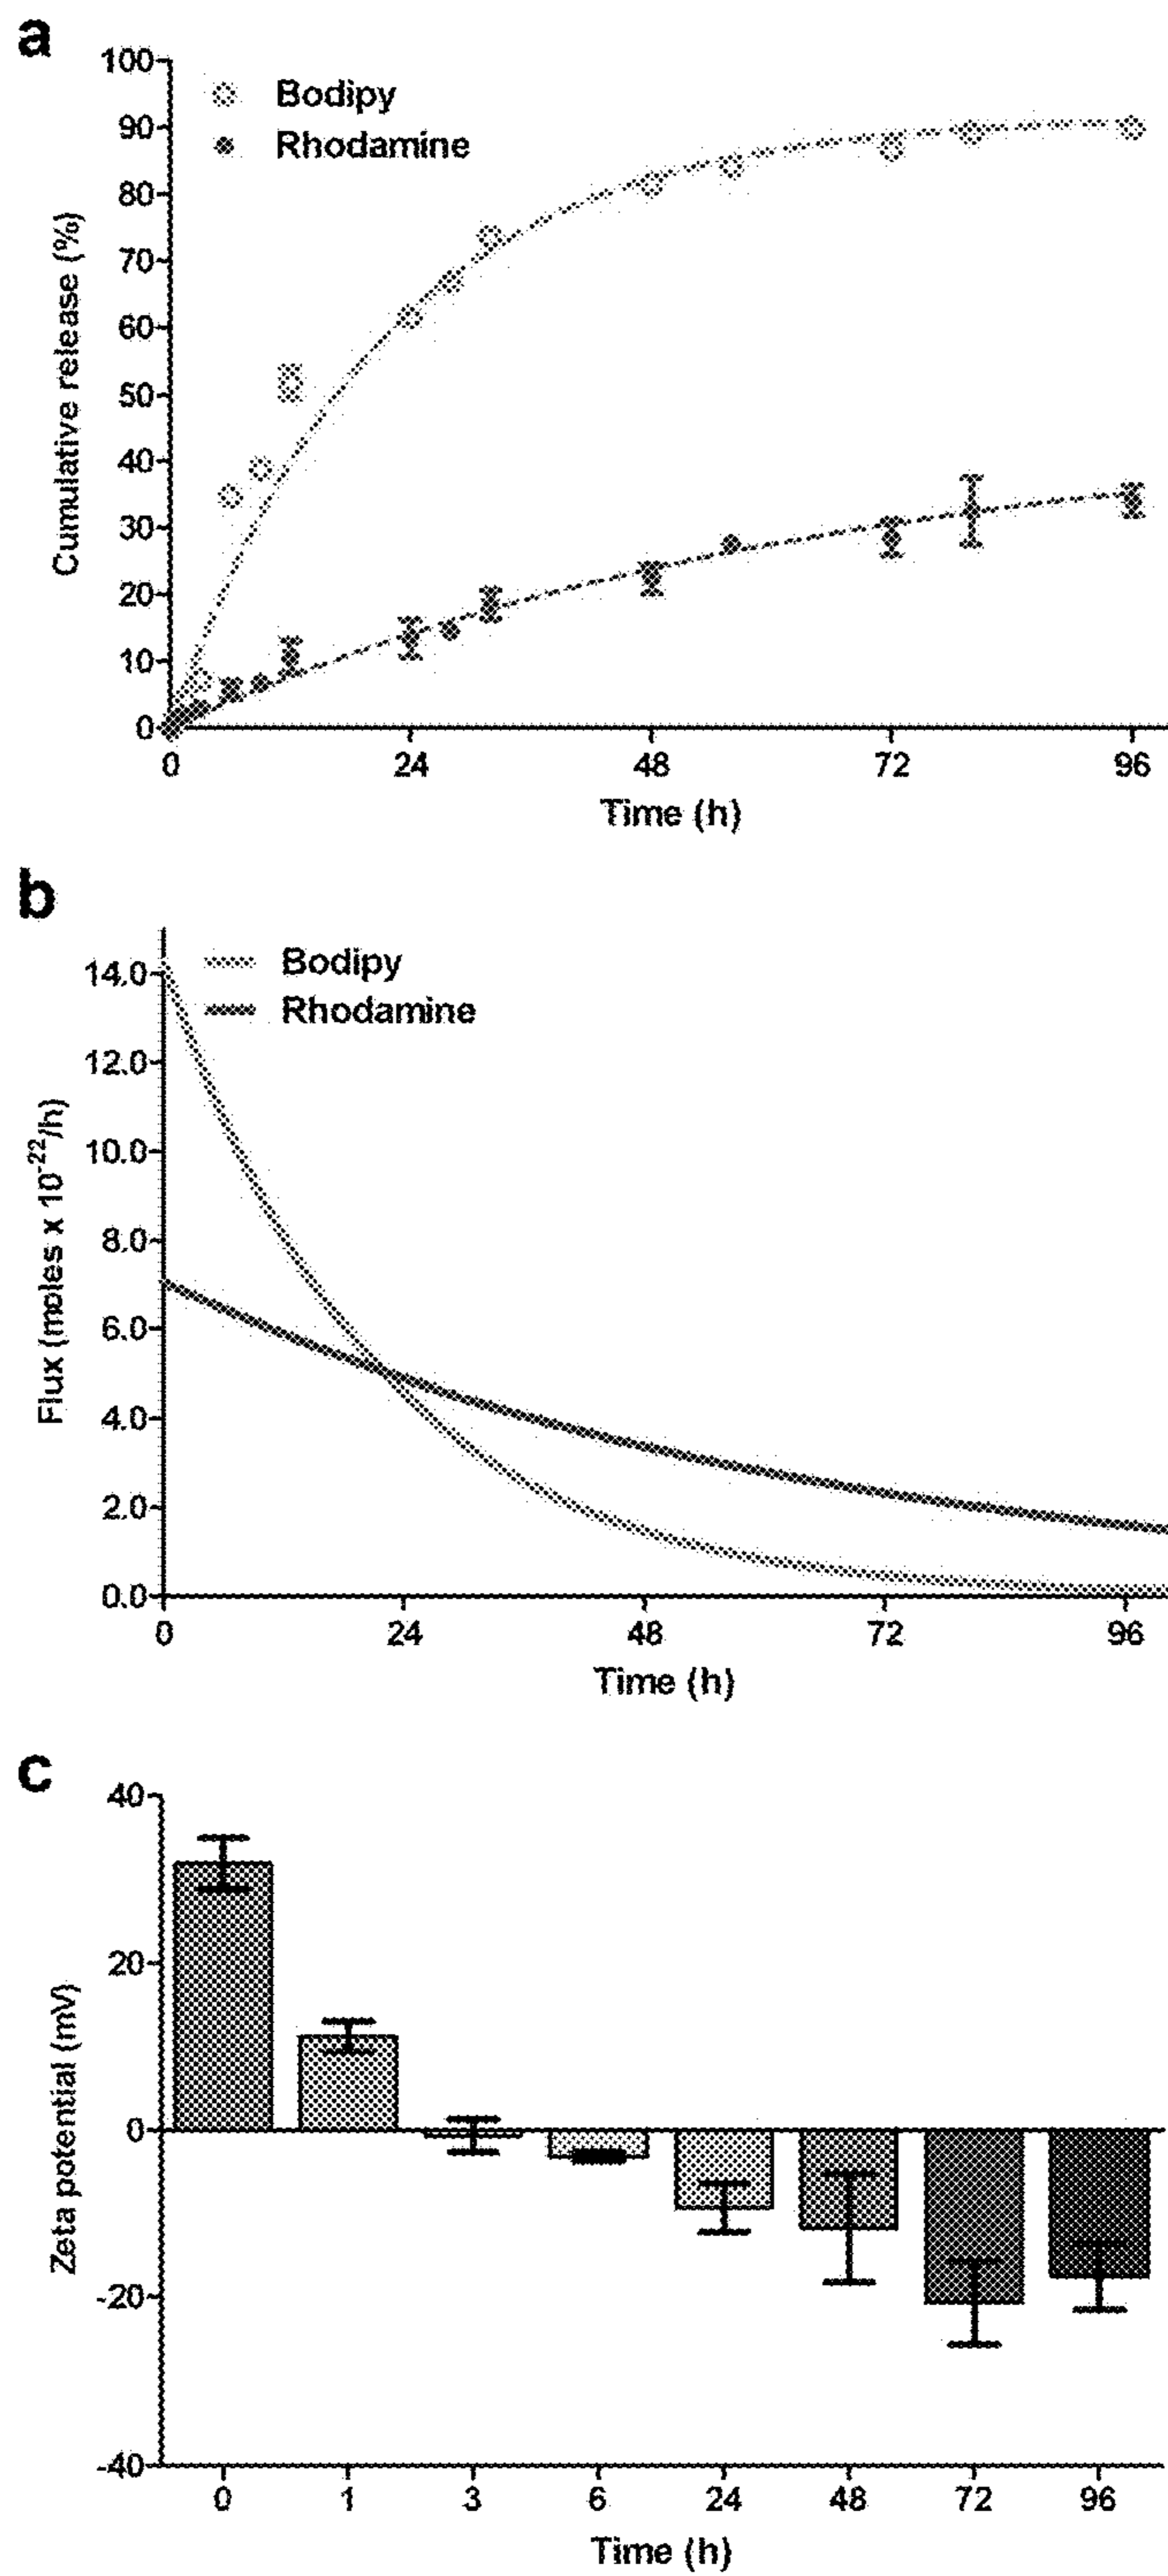 a
100
Bodipy
90
Rhodamine
80
70
60
50
40
30
20
10
0
Cumulative release (%)
0 24 48 72 96
Time (h)
b
Bodipy
14.0
Rhodamine
12.0
10.0
8.0
6.0
4.0
2.0
0.0
Flux (moles x 10⁻²²/h)
0 24 48 72 96
Time (h)
c
40
20
0
-20
-40
Zeta potential (mV)
0 1 3 6 24 48 72 96
Time (h)